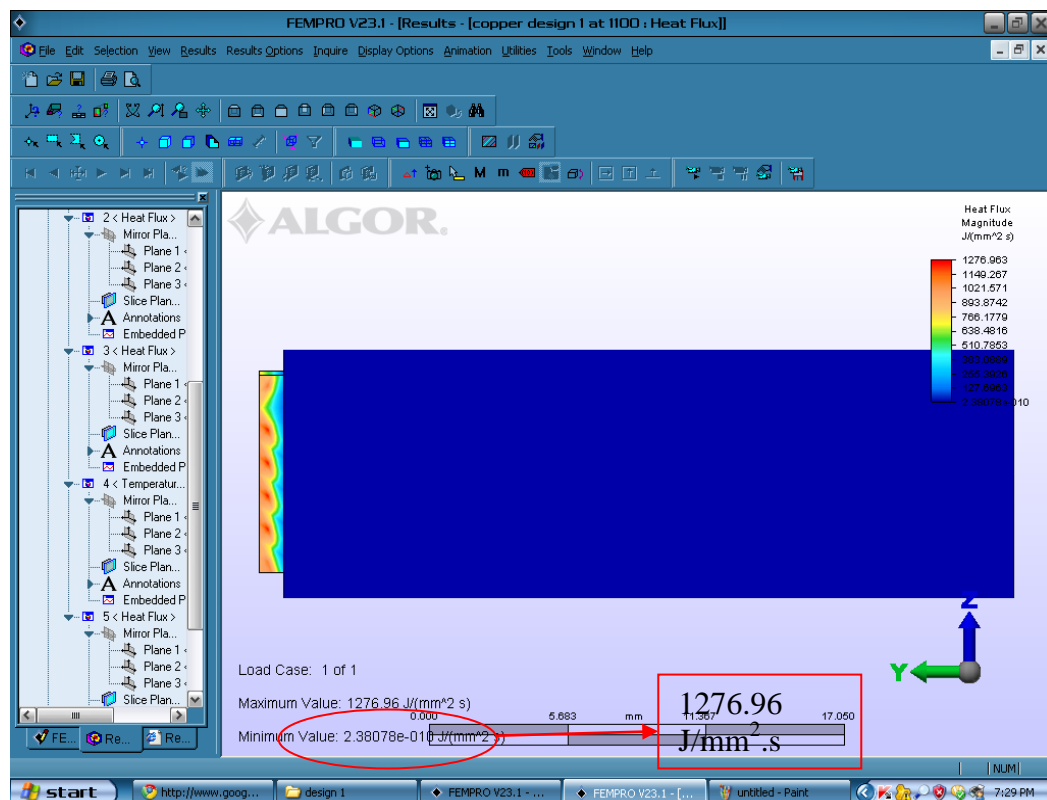 FEMPRO V23.1 - [Results - [copper design 1 at 1100 : Heat Flux]]
File Edit Selection View Results Results Options Inquire Display Options Animation Utilities Tools Window Help
M m
2 < Heat Flux >
Mirror Pla...
Plane 1
Plane 2
Plane 3
Slice Plan...
A Annotations
Embedded P
3 < Heat Flux >
Mirror Pla...
Plane 1
Plane 2
Plane 3
Slice Plan...
A Annotations
Embedded P
4 < Temperatur...
Mirror Pla...
Plane 1
Plane 2
Plane 3
Slice Plan...
A Annotations
Embedded P
5 < Heat Flux >
Mirror Pla...
Plane 1
Plane 2
Plane 3
Slice Plan...
FE... Re... Re...
ALGOR®
Heat Flux
Magnitude
J/(mm^2 s)
1276.963
1149.267
1021.571
893.8742
766.1779
638.4816
510.7853
2.38078e-010
Z
Y
Load Case: 1 of 1
Maximum Value: 1276.96 J/(mm^2 s)
Minimum Value: 2.38078e-010 J/(mm^2 s)
0.000 5.683 mm 11.367 17.050
1276.96
J/mm².s
NUM
start http://www.goog... design 1 FEMPRO V23.1 - ... FEMPRO V23.1 - [... untitled - Paint 7:29 PM